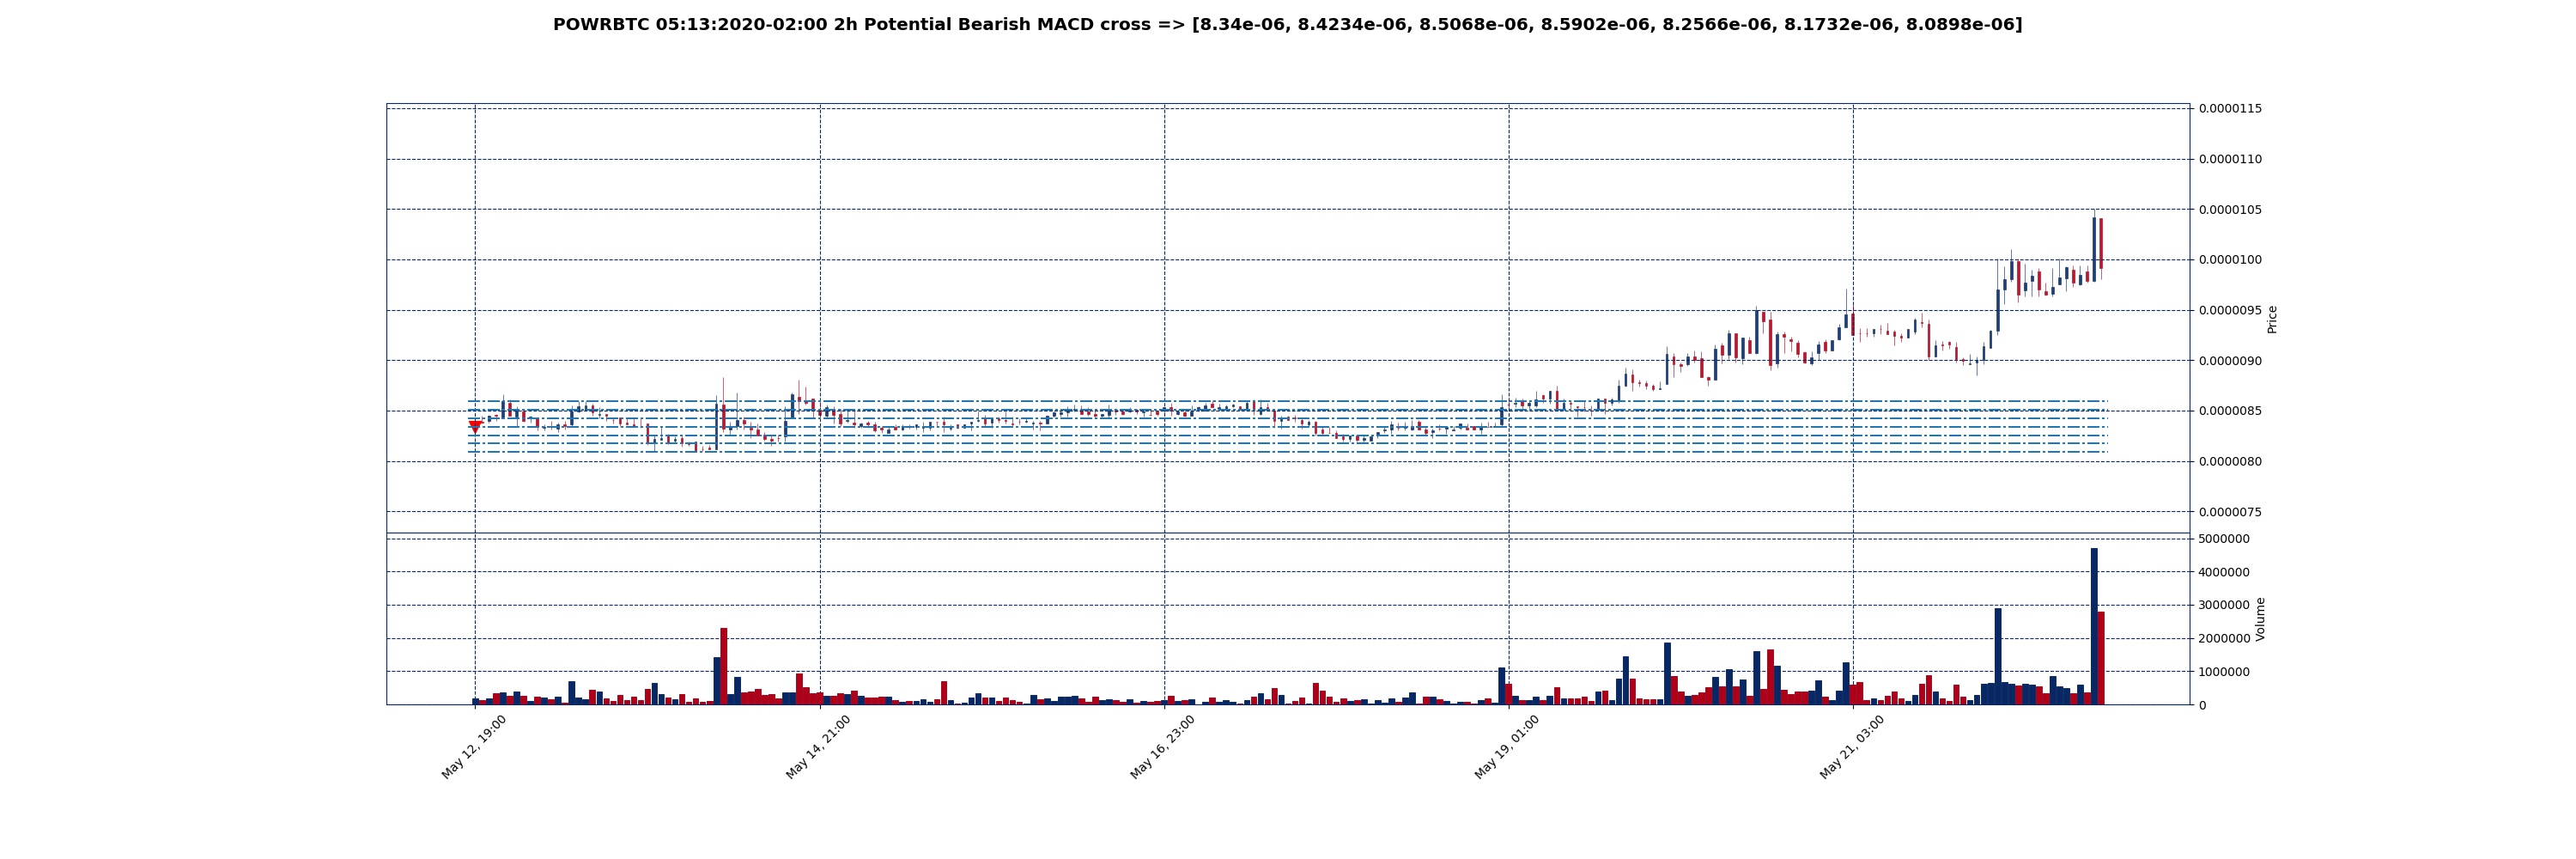 POWRBTC 05:13:2020-02:00 2h Potential Bearish MACD cross => [8.34e-06, 8.4234e-06, 8.5068e-06, 8.5902e-06, 8.2566e-06, 8.1732e-06, 8.0898e-06]
0.0000115
0.0000110
0.0000105
0.0000100
0.0000095
0.0000090
0.0000085
0.0000080
0.0000075
Price
5000000
4000000
3000000
2000000
1000000
0
Volume
May 12, 19:00
May 14, 21:00
May 16, 23:00
May 19, 01:00
May 21, 03:00